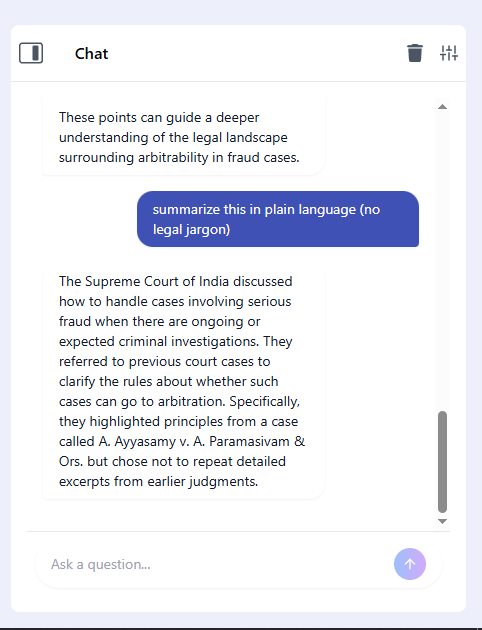 Chat
These points can guide a deeper
understanding of the legal landscape
surrounding arbitrability in fraud cases.
summarize this in plain language (no
legal jargon)
The Supreme Court of India discussed
how to handle cases involving serious
fraud when there are ongoing or
expected criminal investigations. They
referred to previous court cases to
clarify the rules about whether such
cases can go to arbitration. Specifically,
they highlighted principles from a case
called A. Ayyasamy v. A. Paramasivam &
Ors. but chose not to repeat detailed
excerpts from earlier judgments.
Ask a question...